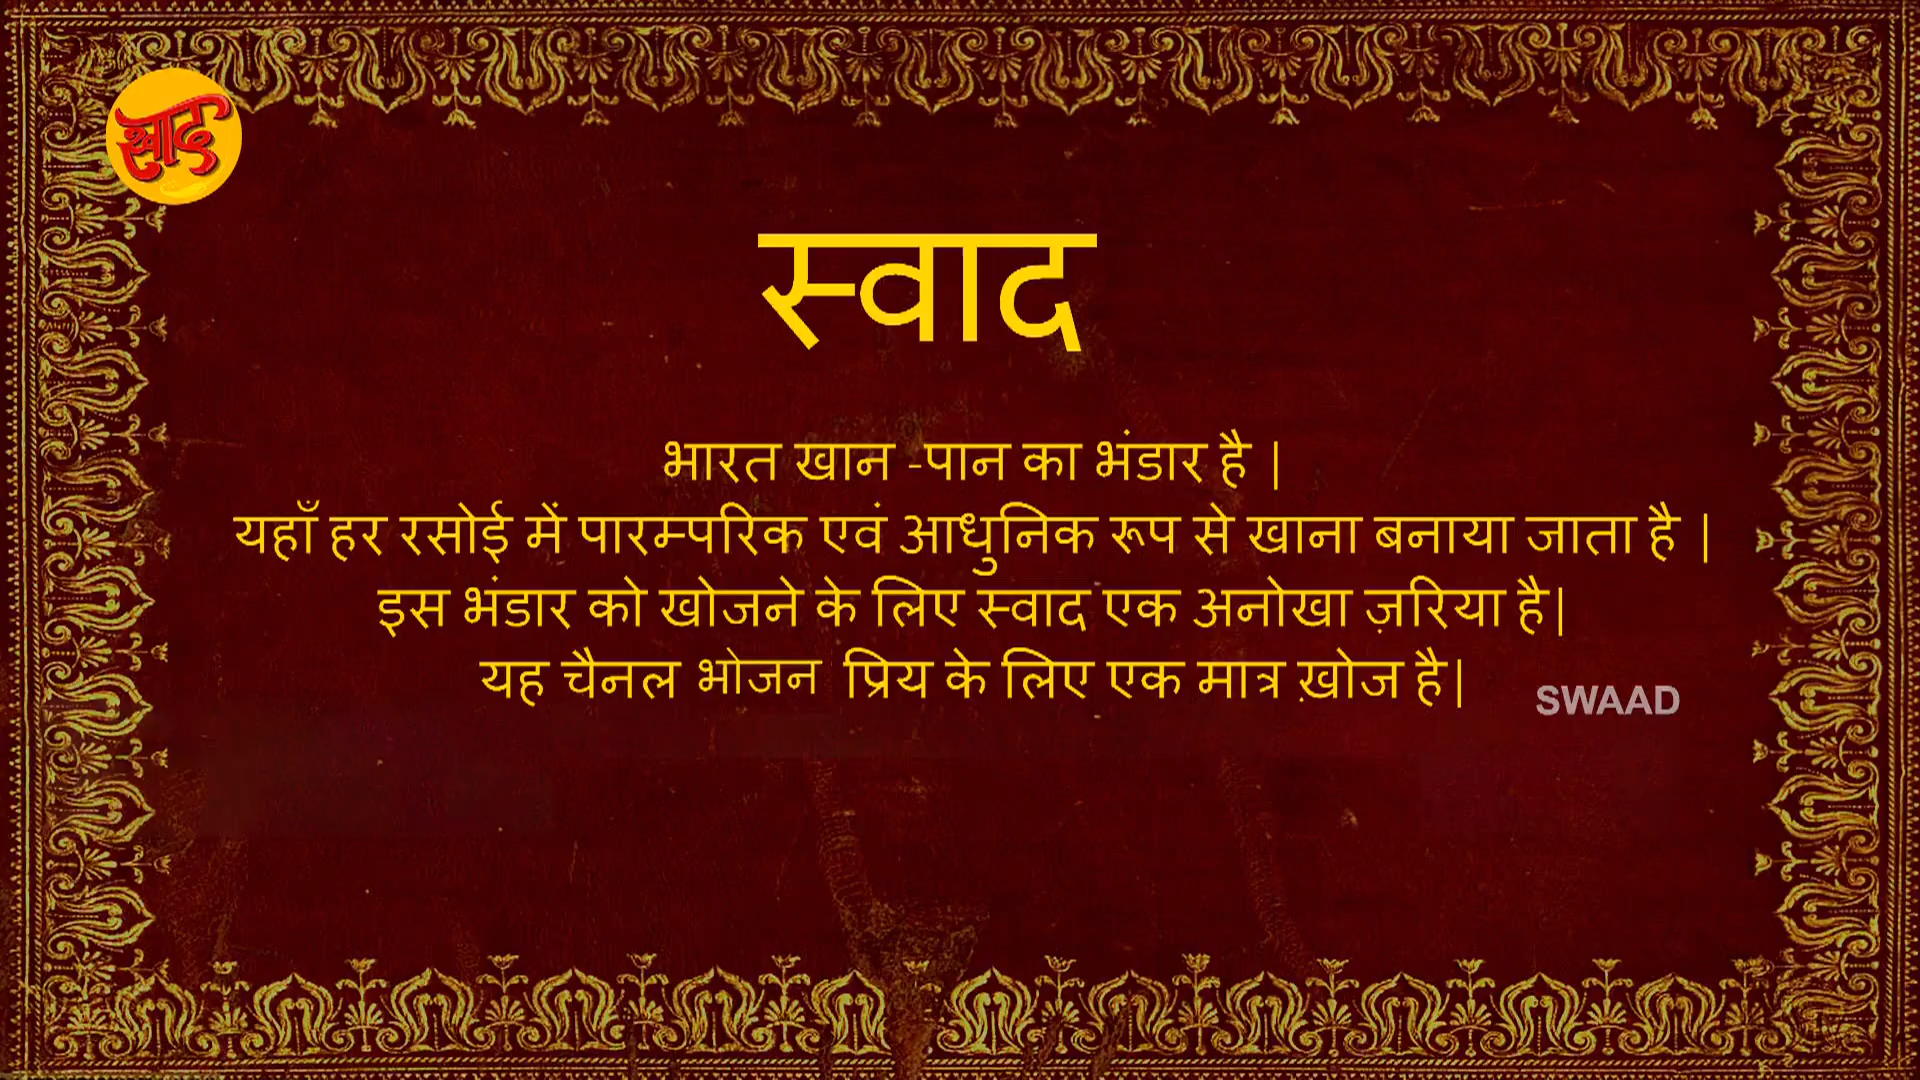 स्वाद
स्वाद
भारत खान -पान का भंडार है |
यहाँ हर रसोई में पारम्परिक एवं आधुनिक रूप से खाना बनाया जाता है |
इस भंडार को खोजने के लिए स्वाद एक अनोखा ज़रिया है|
यह चैनल भोजन प्रिय के लिए एक मात्र ख़ोज है|
SWAAD